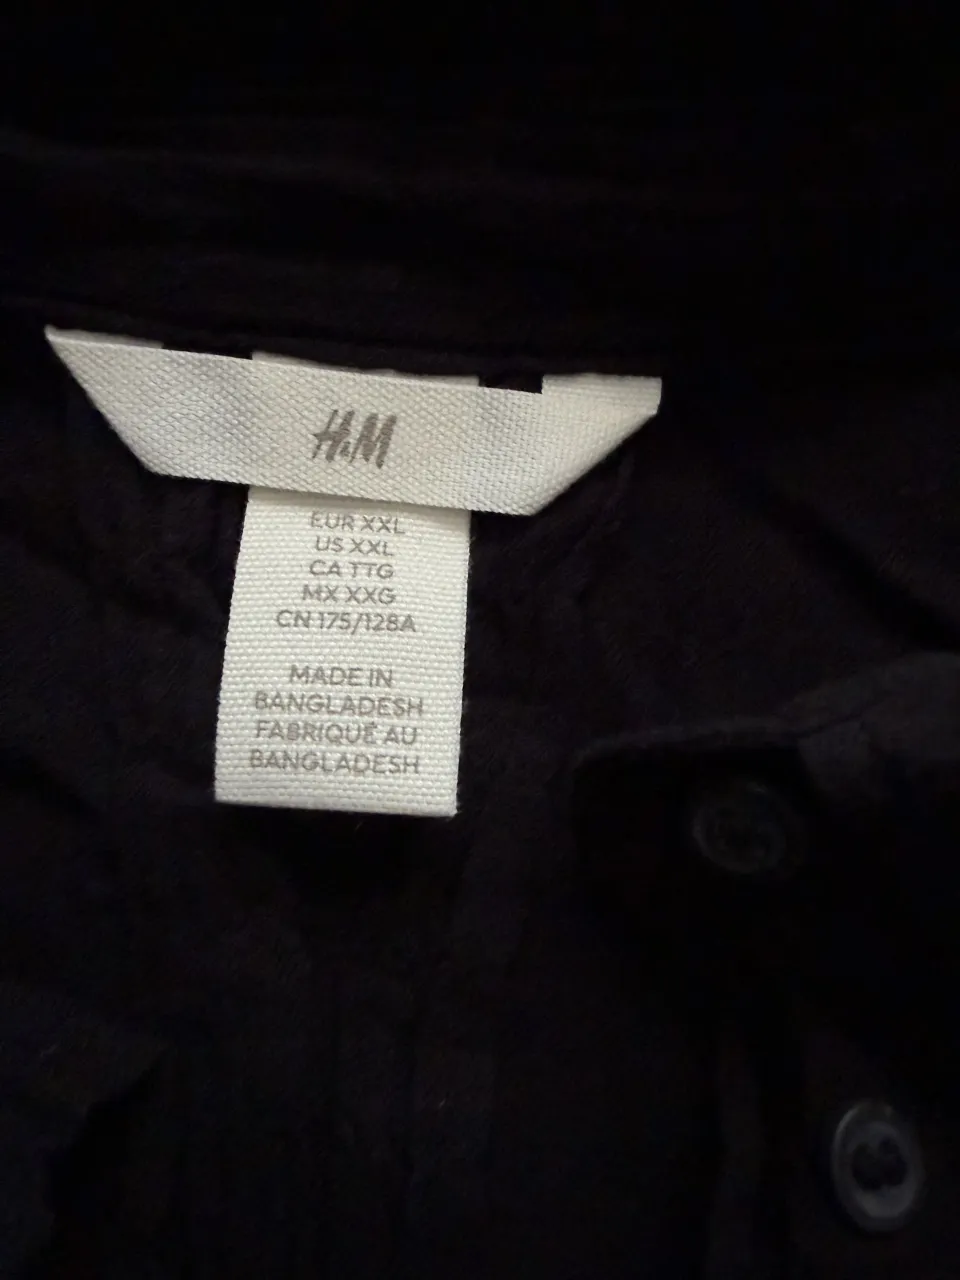 H&M
EUR XXL
US XXL
CA TTG
MX XXG
CN 175/128A
MADE IN
BANGLADESH
FABRIQUÉ AU
BANGLADESH